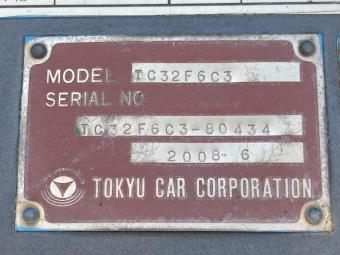 MODEL TC32F6C3
SERIAL NO.
TC32F6C3-80434
2008-6
TOKYU CAR CORPORATION